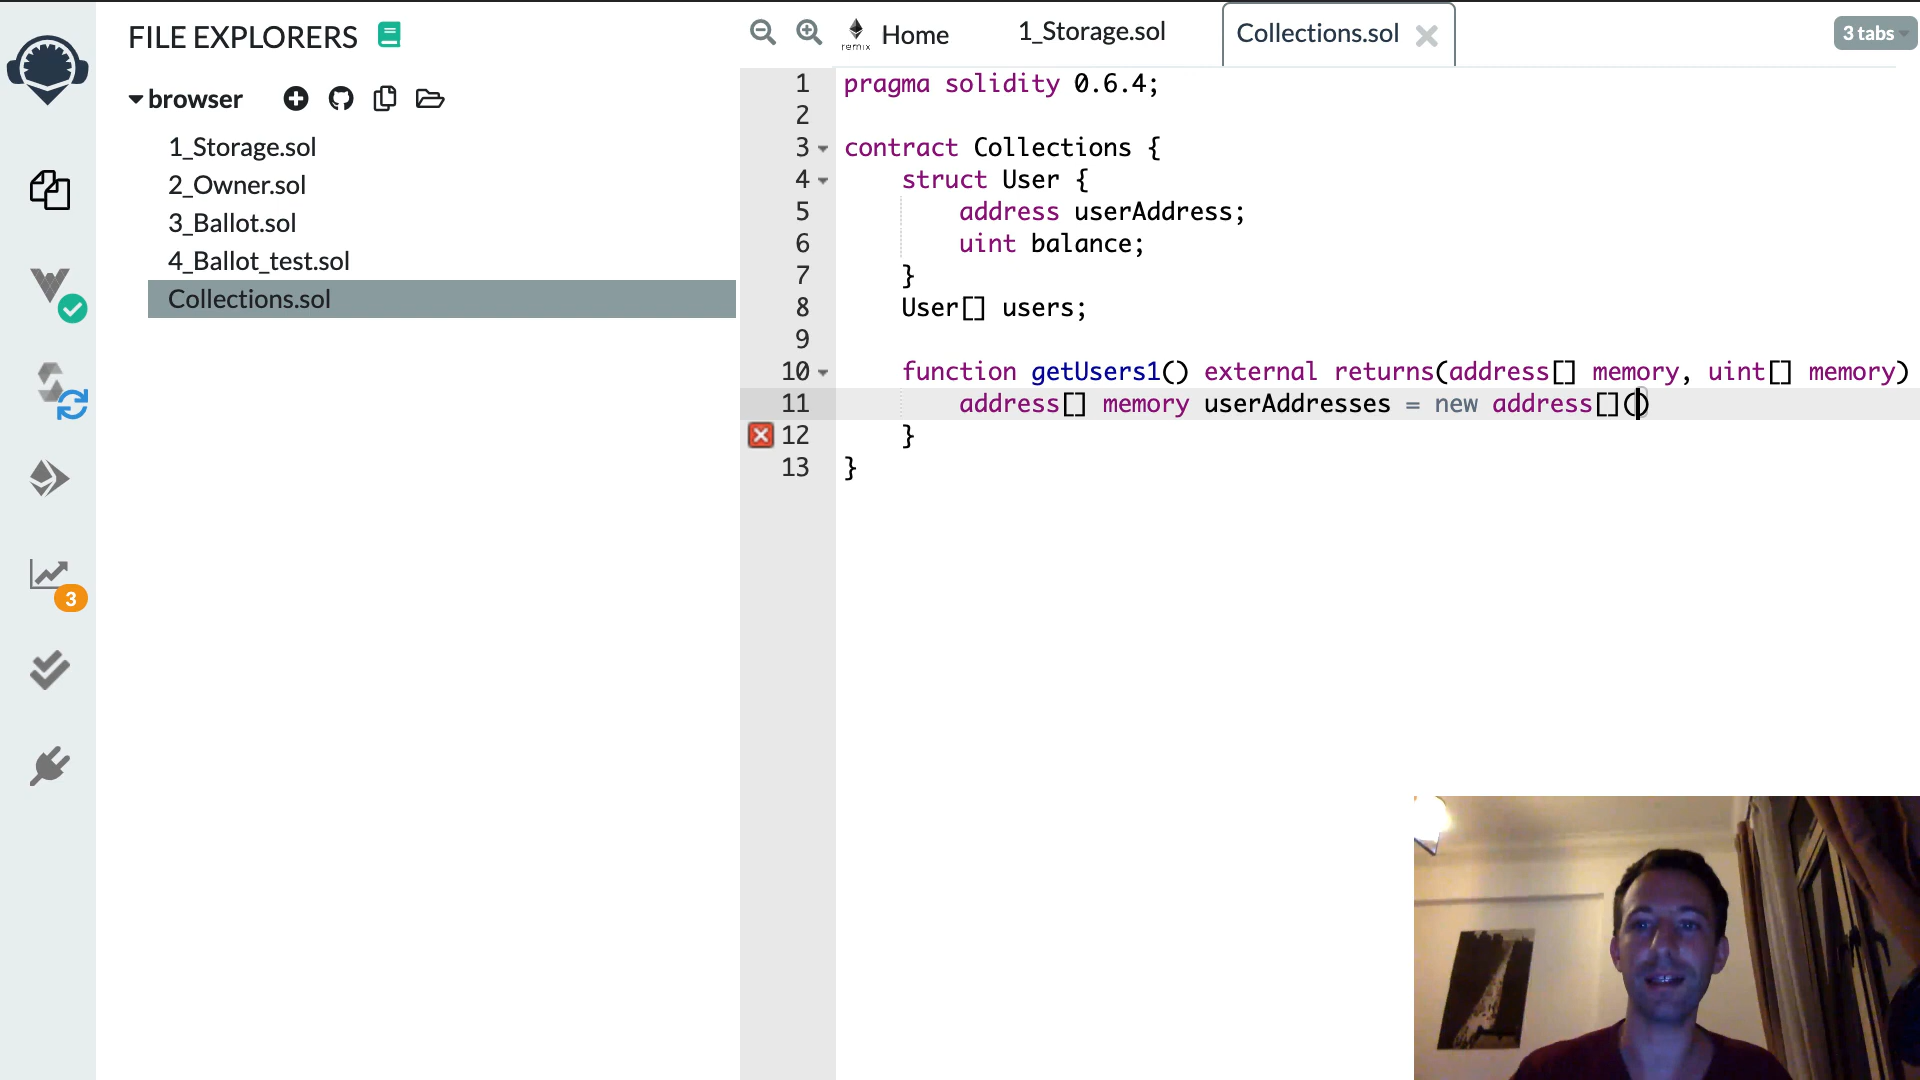 FILE EXPLORERS
browser
1_Storage.sol
2_Owner.sol
3_Ballot.sol
4_Ballot_test.sol
Collections.sol
3
remix
Home
1_Storage.sol
Collections.sol
3 tabs
1 pragma solidity 0.6.4;
2
3 contract Collections {
4 struct User {
5 address userAddress;
6 uint balance;
7 }
8 User[] users;
9
10 function getUsers1() external returns(address[] memory, uint[] memory)
11 address[] memory userAddresses = new address[]()
12 }
13 }